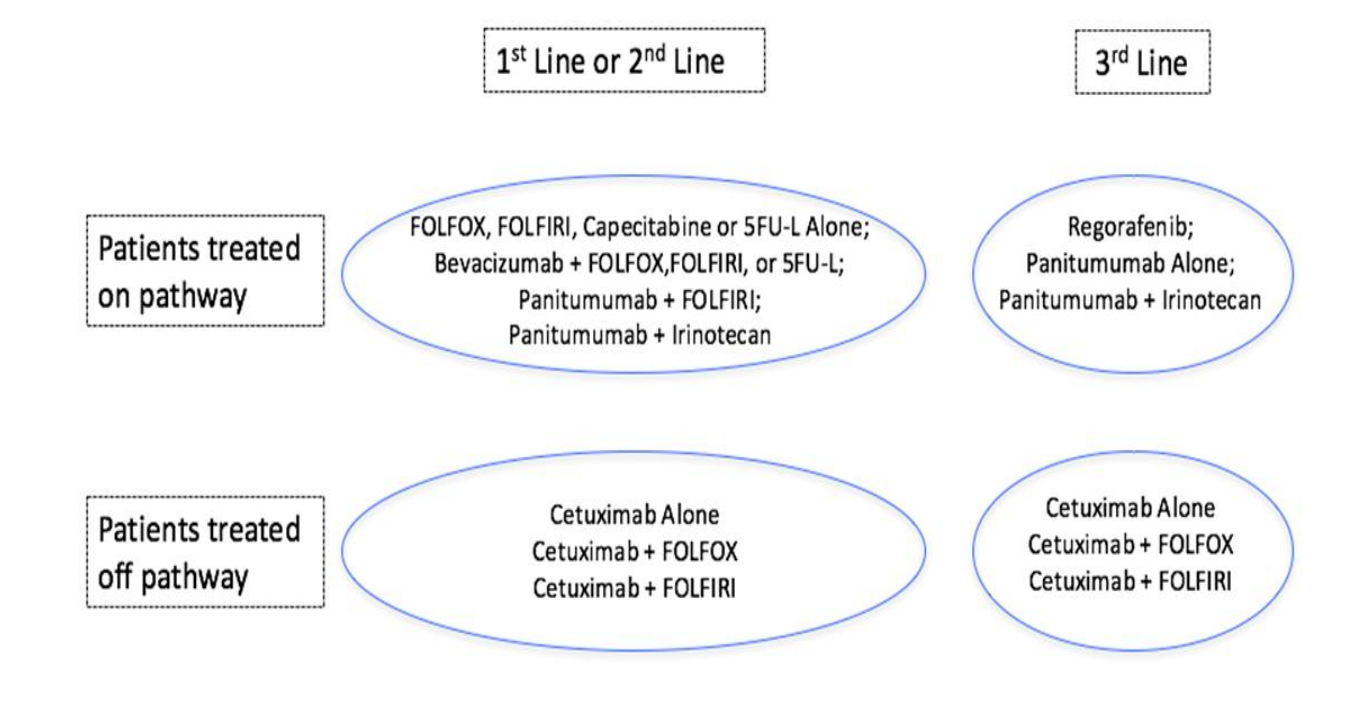 1st Line or 2nd Line
3rd Line
Patients treated
on pathway
FOLFOX, FOLFIRI, Capecitabine or 5FU-L Alone;
Bevacizumab + FOLFOX,FOLFIRI, or 5FU-L;
Panitumumab + FOLFIRI;
Panitumumab + Irinotecan
Regorafenib;
Panitumumab Alone;
Panitumumab + Irinotecan
Patients treated
off pathway
Cetuximab Alone
Cetuximab + FOLFOX
Cetuximab + FOLFIRI
Cetuximab Alone
Cetuximab + FOLFOX
Cetuximab + FOLFIRI